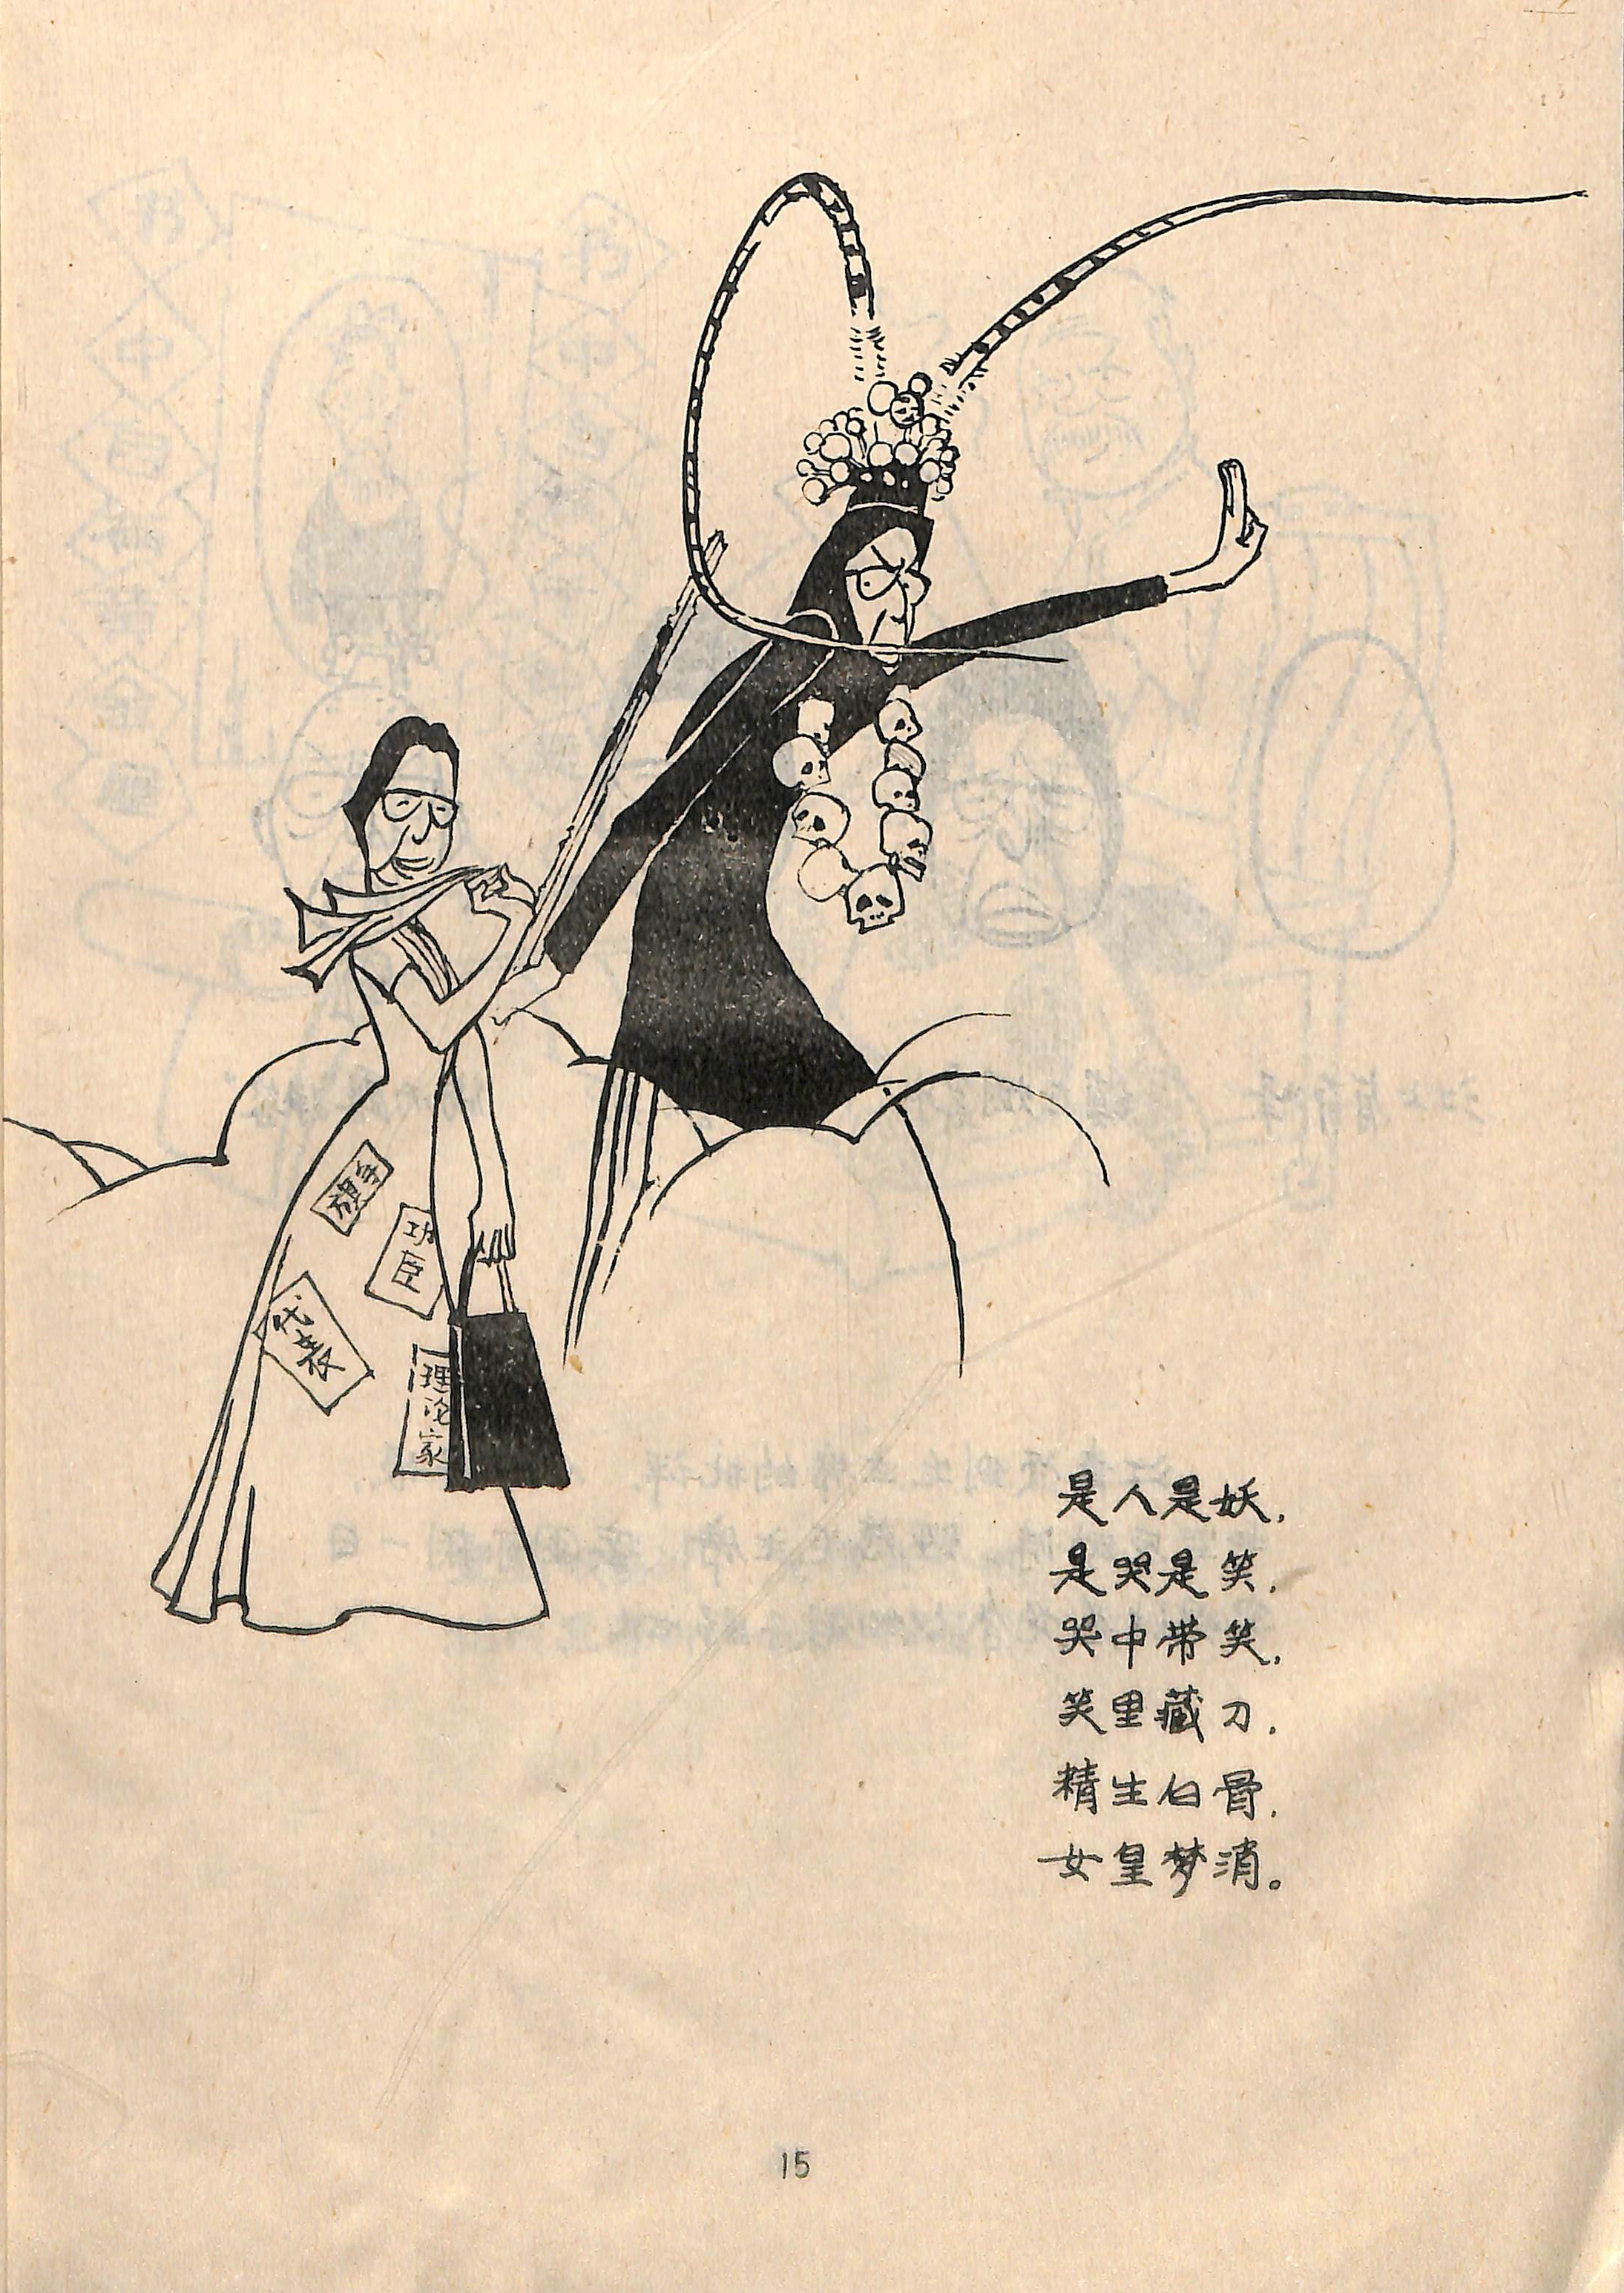 旗手
功臣
代表
理论家
是人是妖,
是哭是笑,
哭中带笑,
笑里藏刀,
精生白骨,
女皇梦消。
15